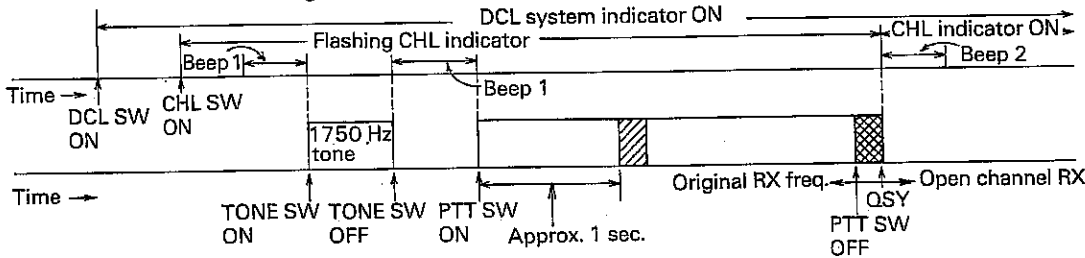 DCL system indicator ON
Flashing CHL indicator
CHL indicator ON
Beep 1
Beep 1
Beep 2
Time
DCL SW
ON
CHL SW
ON
1750 Hz
tone
Time
TONE SW
ON
TONE SW
OFF
PTT SW
ON
Approx. 1 sec.
Original RX freq.
Open channel RX
QSY
PTT SW
OFF